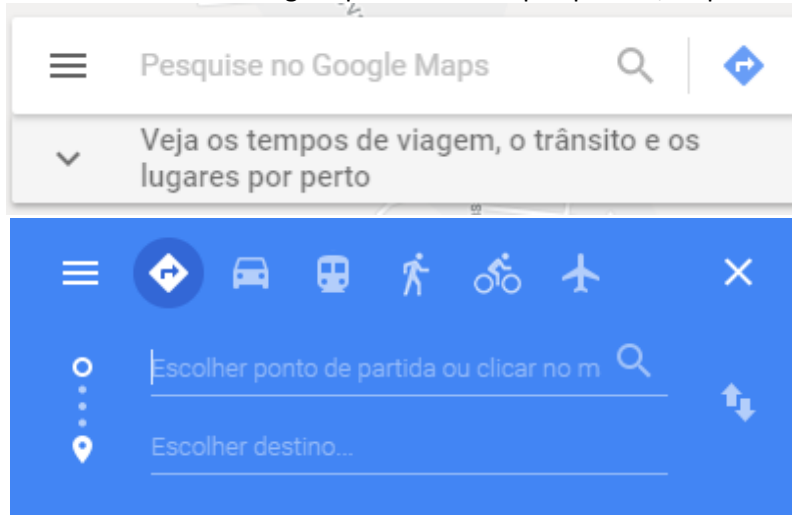 Pesquise no Google Maps
Veja os tempos de viagem, o trânsito e os
lugares por perto
Escolher ponto de partida ou clicar no m
Escolher destino...